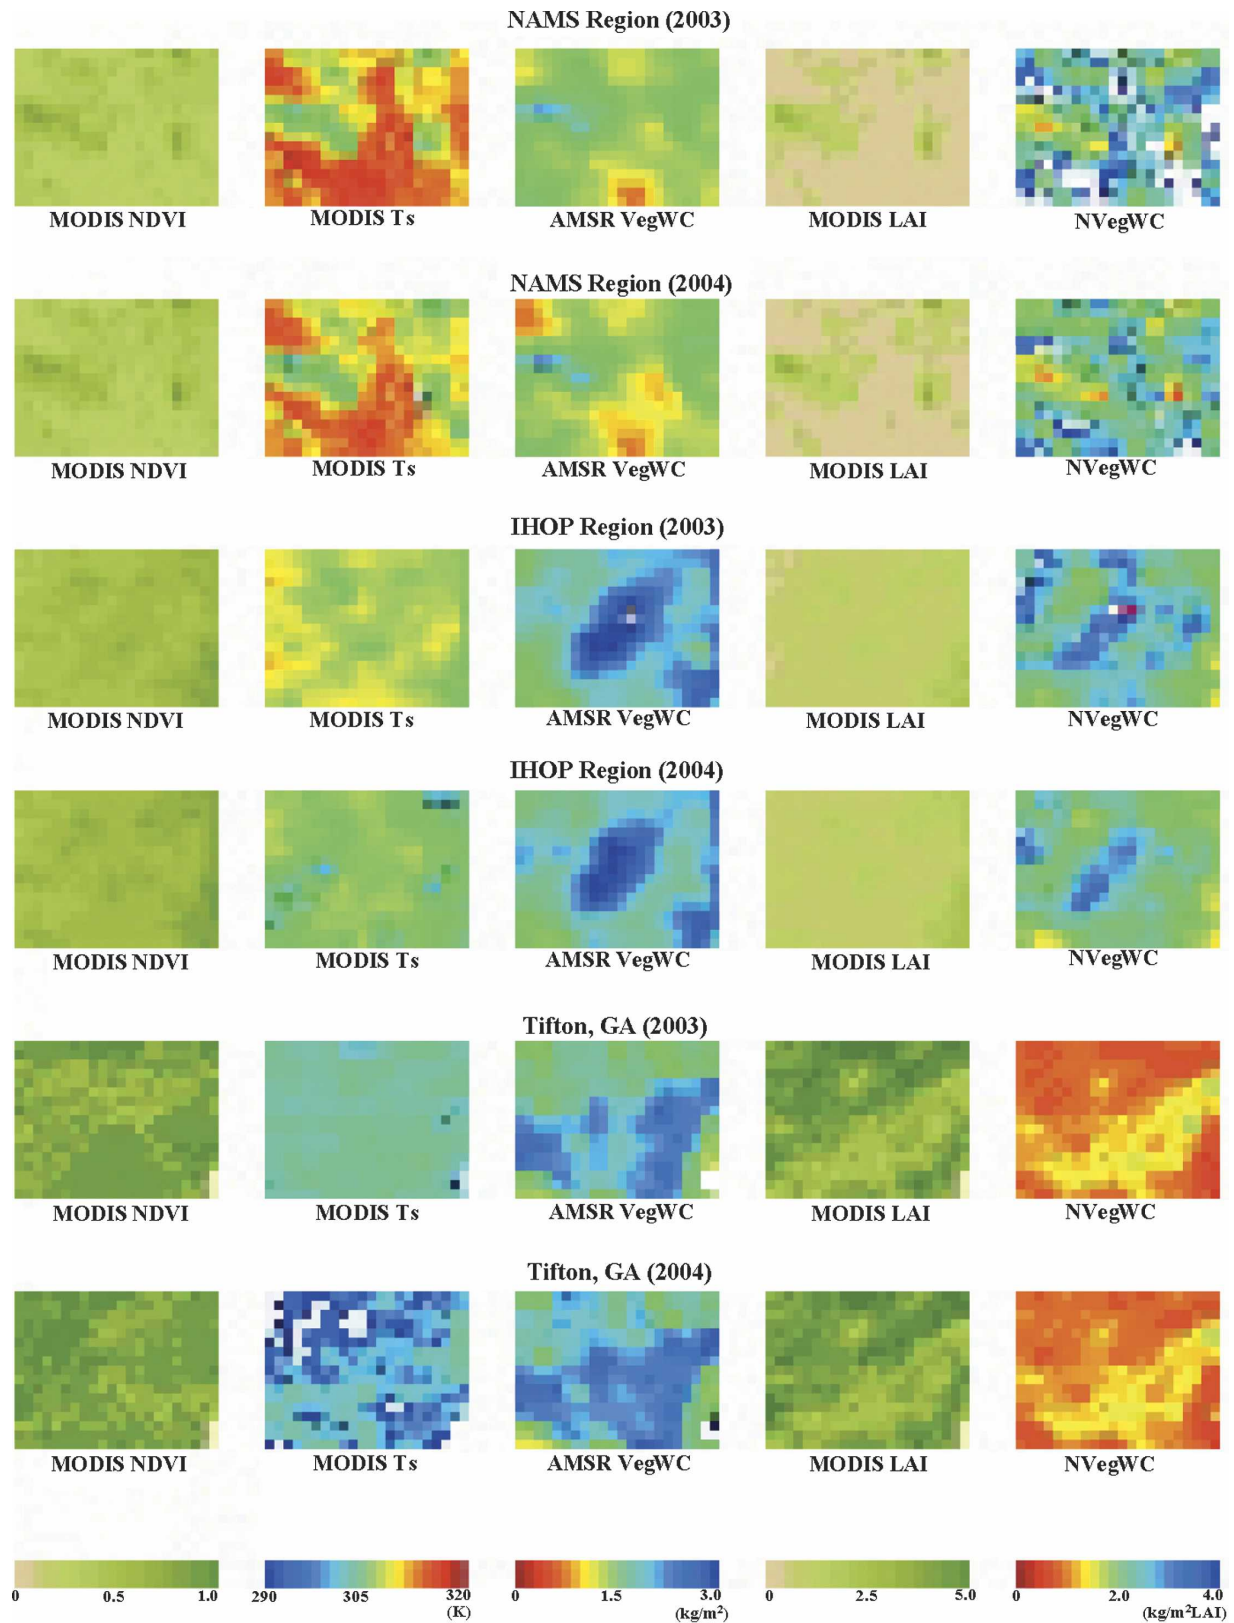 NAMS Region (2003)
MODIS NDVI MODIS Ts AMSR VegWC MODIS LAI NVegWC
NAMS Region (2004)
MODIS NDVI MODIS Ts AMSR VegWC MODIS LAI NVegWC
IHOP Region (2003)
MODIS NDVI MODIS Ts AMSR VegWC MODIS LAI NVegWC
IHOP Region (2004)
MODIS NDVI MODIS Ts AMSR VegWC MODIS LAI NVegWC
Tifton, GA (2003)
MODIS NDVI MODIS Ts AMSR VegWC MODIS LAI NVegWC
Tifton, GA (2004)
MODIS NDVI MODIS Ts AMSR VegWC MODIS LAI NVegWC
0 0.5 1.0 290 305 320 0 1.5 3.0 0 2.5 5.0 0 2.0 4.0
(K) (kg/m²) (kg/m²LAI)